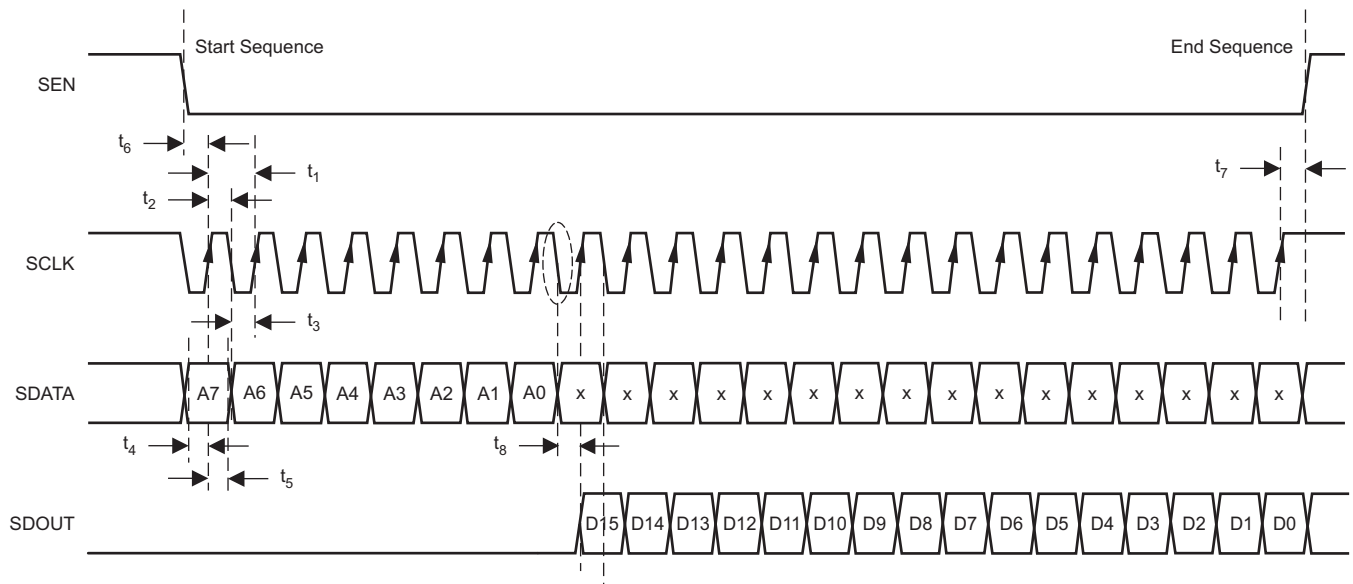 Start Sequence End Sequence
SEN
t6
t1
t7
t2
SCLK
t3
SDATA A7 A6 A5 A4 A3 A2 A1 A0 x x x x x x x x x x x x x x x x
t4
t8
t5
SDOUT D15 D14 D13 D12 D11 D10 D9 D8 D7 D6 D5 D4 D3 D2 D1 D0